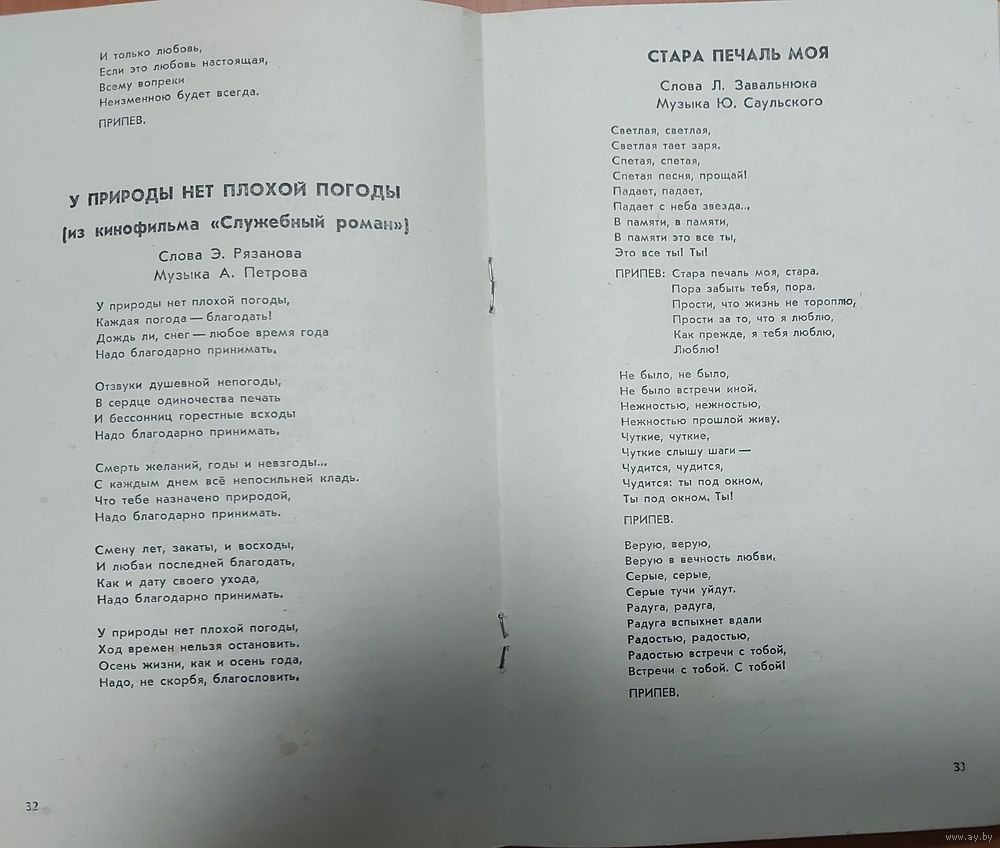 И только любовь,
Если это любовь настоящая,
Всему вопреки
Неизменною будет всегда.
ПРИПЕВ.
У ПРИРОДЫ НЕТ ПЛОХОЙ ПОГОДЫ
(из кинофильма «Служебный роман»)
Слова Э. Рязанова
Музыка А. Петрова
У природы нет плохой погоды,
Каждая погода — благодать!
Дождь ли, снег — любое время года
Надо благодарно принимать.
Отзвуки душевной непогоды,
В сердце одиночества печать
И бессонниц горестные всходы
Надо благодарно принимать.
Смерть желаний, годы и невзгоды...
С каждым днем всё непосильней кладь.
Что тебе назначено природой,
Надо благодарно принимать.
Смену лет, закаты, и восходы,
И любви последней благодать,
Как и дату своего ухода,
Надо благодарно принимать.
У природы нет плохой погоды,
Ход времен нельзя остановить.
Осень жизни, как и осень года,
Надо, не скорбя, благословить.
32
СТАРА ПЕЧАЛЬ МОЯ
Слова Л. Завальнюка
Музыка Ю. Саульского
Светлая, светлая,
Светлая тает заря.
Спетая, спетая,
Спетая песня, прощай!
Падает, падает,
Падает с неба звезда...
В памяти, в памяти,
В памяти это все ты,
Это все ты! Ты!
ПРИПЕВ: Стара печаль моя, стара.
Пора забыть тебя, пора.
Прости, что жизнь не тороплю,
Прости за то, что я люблю,
Как прежде, я тебя люблю,
Люблю!
Не было, не было,
Не было встречи иной.
Нежностью, нежностью,
Нежностью прошлой живу.
Чуткие, чуткие,
Чуткие слышу шаги —
Чудится, чудится,
Чудится: ты под окном,
Ты под окном. Ты!
ПРИПЕВ.
Верую, верую,
Верую в вечность любви.
Серые, серые,
Серые тучи уйдут.
Радуга, радуга,
Радуга вспыхнет вдали
Радостью, радостью,
Радостью встречи с тобой,
Встречи с тобой. С тобой!
ПРИПЕВ.
33
www.ay.by